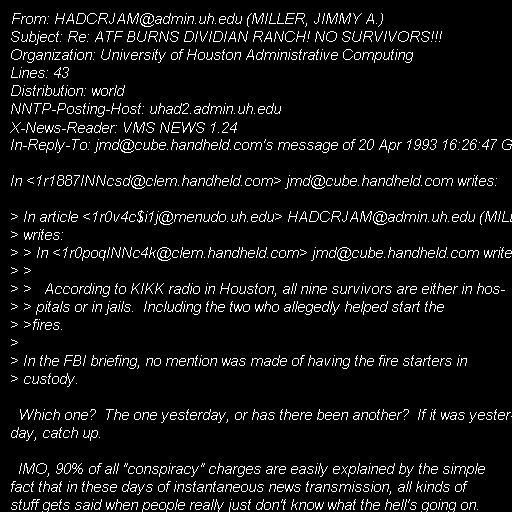 From: HADCRJAM@admin.uh.edu (MILLER, JIMMY A.)
Subject: Re: ATF BURNS DIVIDIAN RANCH! NO SURVIVORS!!!
Organization: University of Houston Administrative Computing
Lines: 43
Distribution: world
NNTP-Posting-Host: uhad2.admin.uh.edu
X-News-Reader: VMS NEWS 1.24
In-Reply-To: jmd@cube.handheld.com's message of 20 Apr 1993 16:26:47 G

In <1r1887INNcsd@clem.handheld.com> jmd@cube.handheld.com writes:

> In article <1r0v4c$i1j@menudo.uh.edu> HADCRJAM@admin.uh.edu (MILL
> writes:
> > In <1r0poqINNc4k@clem.handheld.com> jmd@cube.handheld.com write
> >
> >   According to KIKK radio in Houston, all nine survivors are either in hos-
> > pitals or in jails.  Including the two who allegedly helped start the
> >fires.
>
> In the FBI briefing, no mention was made of having the fire starters in
> custody.

  Which one?  The one yesterday, or has there been another?  If it was yester-
day, catch up.

  IMO, 90% of all "conspiracy" charges are easily explained by the simple
fact that in these days of instantaneous news transmission, all kinds of
stuff gets said when people really just don't know what the hell's going on.